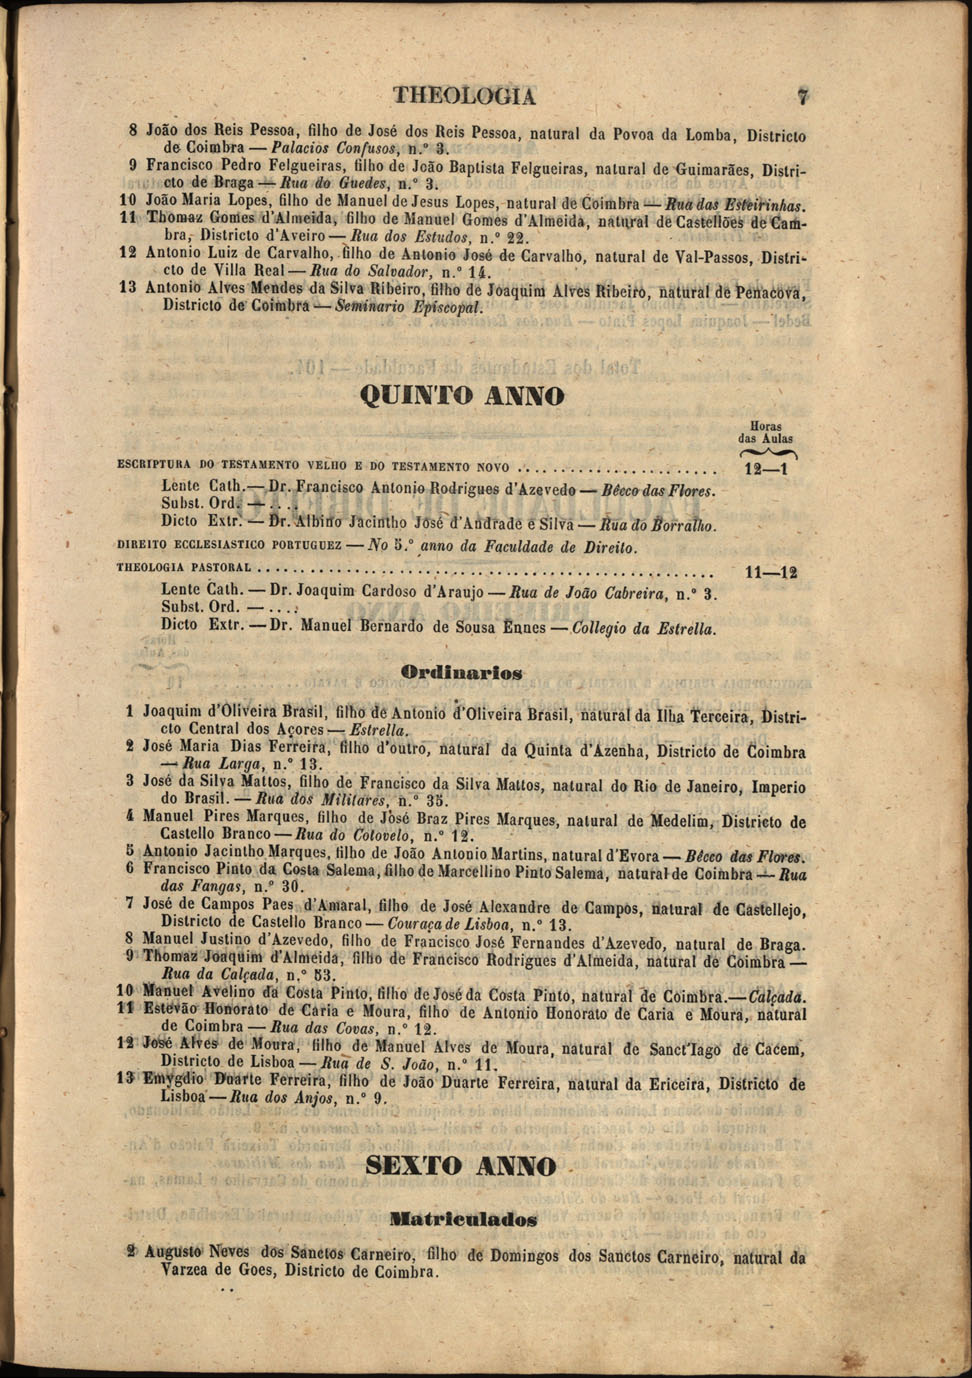 THEOLOGIA 7
8 João dos Reis Pessoa, filho de José dos Reis Pessoa, natural da Povoa da Lomba, Districto
de Coimbra — Palacios Confusos, n.º 3.
9 Francisco Pedro Felgueiras, filho de João Baptista Felgueiras, natural de Guimarães, Distri-
cto de Braga — Rua do Guedes, n.º 3.
10 João Maria Lopes, filho de Manuel de Jesus Lopes, natural de Coimbra — Rua das Esteirinhas.
11 Thomaz Gomes d'Almeida, filho de Manuel Gomes d'Almeida, natural de Castellões de Cam-
bra, Districto d'Aveiro — Rua dos Estudos, n.º 22.
12 Antonio Luiz de Carvalho, filho de Antonio José de Carvalho, natural de Val-Passos, Distri-
cto de Villa Real — Rua do Salvador, n.º 14.
13 Antonio Alves Mendes da Silva Ribeiro, filho de Joaquim Alves Ribeiro, natural de Penacova,
Districto de Coimbra — Seminario Episcopal.
QUINTO ANNO
Horas
das Aulas
ESCRIPTURA DO TESTAMENTO VELHO E DO TESTAMENTO NOVO ....................... 12—1
Lente Cath.— Dr. Francisco Antonio Rodrigues d'Azevedo — Bêcco das Flores.
Subst. Ord. — ....
Dicto Extr. — Dr. Albino Jacintho José d'Andrade e Silva — Rua do Borralho.
DIREITO ECCLESIASTICO PORTUGUEZ — No 5.º anno da Faculdade de Direito.
THEOLOGIA PASTORAL .................................................... 11—12
Lente Cath. — Dr. Joaquim Cardoso d'Araujo — Rua de João Cabreira, n.º 3.
Subst. Ord. — ....
Dicto Extr. — Dr. Manuel Bernardo de Sousa Ennes — Collegio da Estrella.
Ordinarios
1 Joaquim d'Oliveira Brasil, filho de Antonio d'Oliveira Brasil, natural da Ilha Terceira, Distri-
cto Central dos Açores — Estrella.
2 José Maria Dias Ferreira, filho d'outro, natural da Quinta d'Azenha, Districto de Coimbra
— Rua Larga, n.º 13.
3 José da Silva Mattos, filho de Francisco da Silva Mattos, natural do Rio de Janeiro, Imperio
do Brasil. — Rua dos Militares, n.º 35.
4 Manuel Pires Marques, filho de José Braz Pires Marques, natural de Medelim, Districto de
Castello Branco — Rua do Cotovelo, n.º 12.
5 Antonio Jacintho Marques, filho de João Antonio Martins, natural d'Evora — Bêcco das Flores.
6 Francisco Pinto da Costa Salema, filho de Marcellino Pinto Salema, natural de Coimbra — Rua
das Fangas, n.º 30.
7 José de Campos Paes d'Amaral, filho de José Alexandre de Campos, natural de Castellejo,
Districto de Castello Branco — Couraça de Lisboa, n.º 13.
8 Manuel Justino d'Azevedo, filho de Francisco José Fernandes d'Azevedo, natural de Braga.
9 Thomaz Joaquim d'Almeida, filho de Francisco Rodrigues d'Almeida, natural de Coimbra —
Rua da Calçada, n.º 53.
10 Manuel Avelino da Costa Pinto, filho de José da Costa Pinto, natural de Coimbra.— Calçada.
11 Estevão Honorato de Caria e Moura, filho de Antonio Honorato de Caria e Moura, natural
de Coimbra — Rua das Covas, n.º 12.
12 José Alves de Moura, filho de Manuel Alves de Moura, natural de Sanct'Iago de Cacem,
Districto de Lisboa — Rua de S. João, n.º 11.
13 Emygdio Duarte Ferreira, filho de João Duarte Ferreira, natural da Ericeira, Districto de
Lisboa — Rua dos Anjos, n.º 9.
SEXTO ANNO
Matriculados
2 Augusto Neves dos Sanctos Carneiro, filho de Domingos dos Sanctos Carneiro, natural da
Varzea de Goes, Districto de Coimbra.